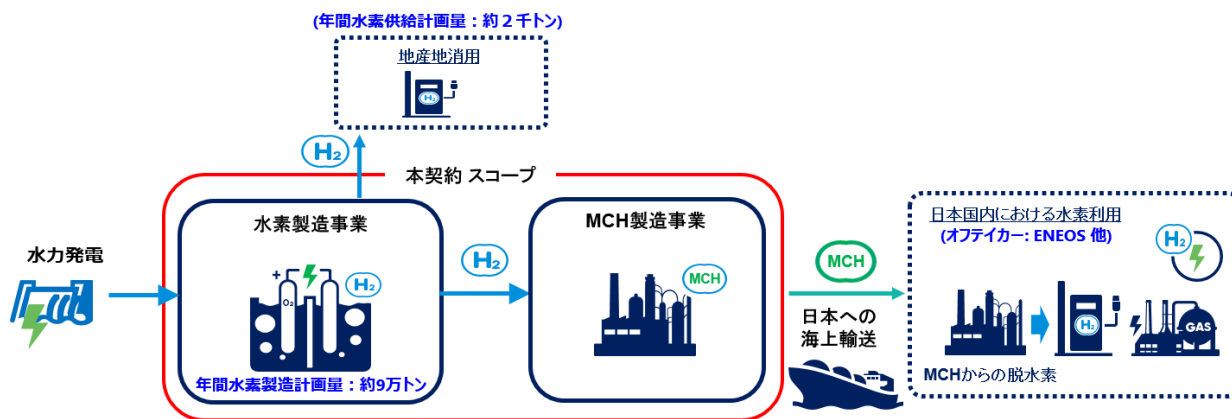 (年間水素供給計画量：約２千トン)
地産地消用
H2
H2
本契約 スコープ
水力発電
水素製造事業
+
-
O2
H2
年間水素製造計画量：約9万トン
H2
MCH製造事業
MCH
MCH
日本への
海上輸送
日本国内における水素利用
(オフテイカー: ENEOS 他)
H2
H2
GAS
MCHからの脱水素